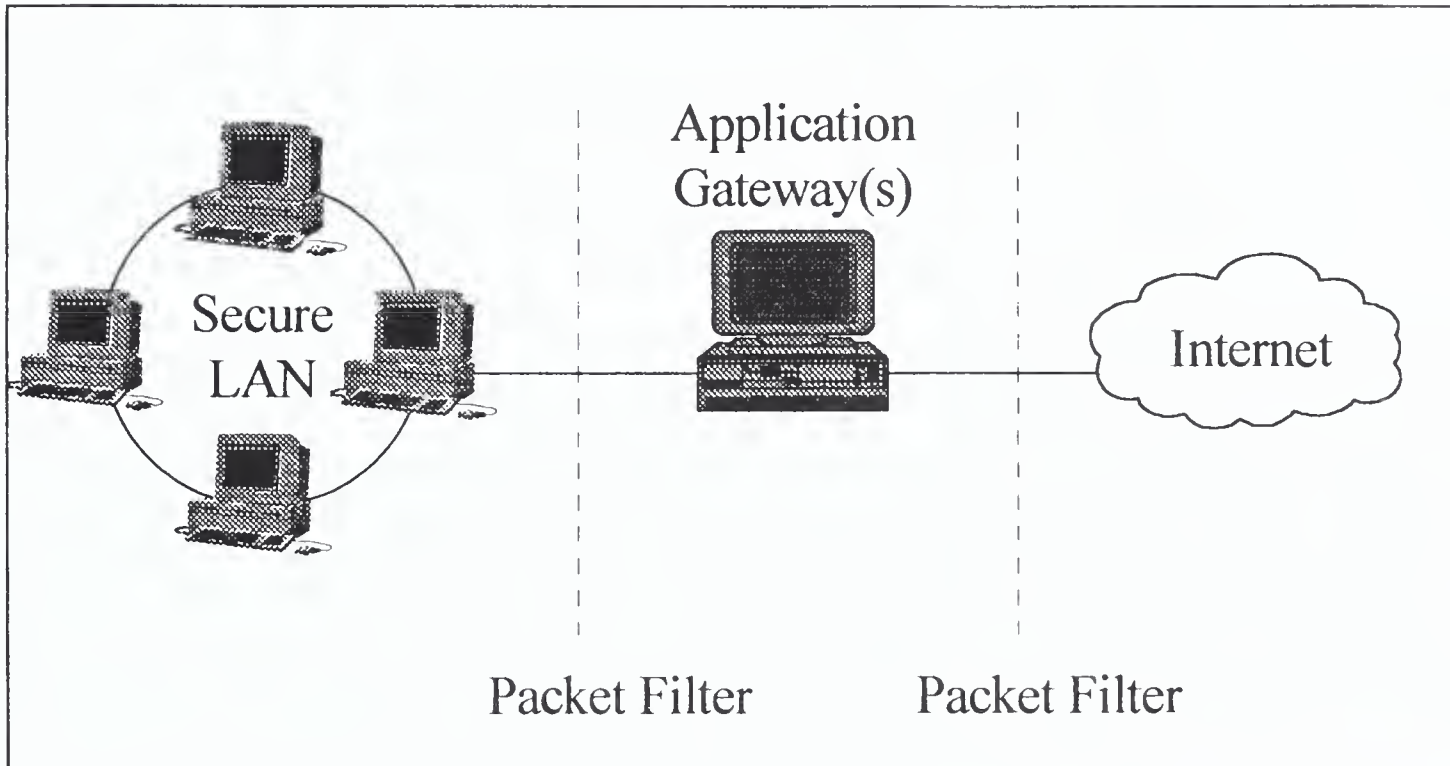 Application
Gateway(s)
Secure
LAN
Internet
Packet Filter
Packet Filter